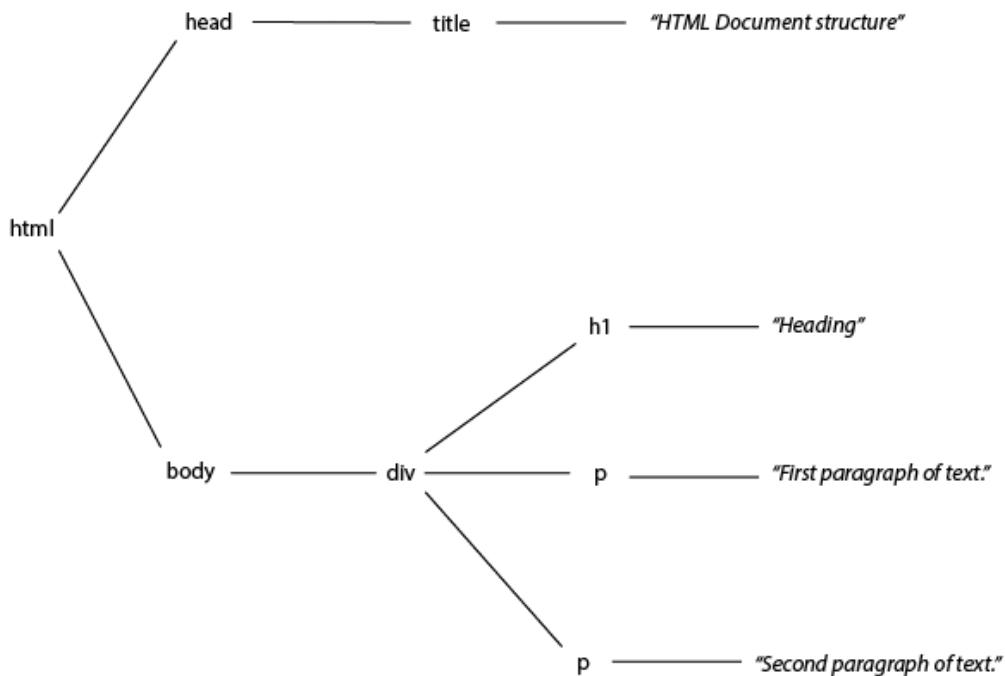 head title “HTML Document structure”
html
h1 “Heading”
body div p “First paragraph of text.”
p “Second paragraph of text.”